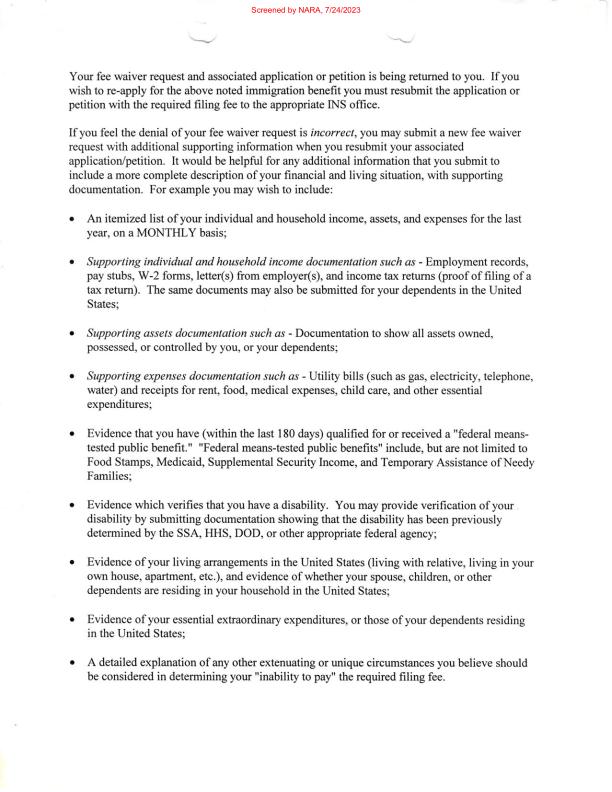 Screened by NARA, 7/24/2023
Your fee waiver request and associated application or petition is being returned to you.  If you
wish to re-apply for the above noted immigration benefit you must resubmit the application or
petition with the required filing fee to the appropriate INS office.
If you feel the denial of your fee waiver request is incorrect, you may submit a new fee waiver
request with additional supporting information when you resubmit your associated
application/petition.  It would be helpful for any additional information that you submit to
include a more complete description of your financial and living situation, with supporting
documentation.  For example you may wish to include:
• An itemized list of your individual and household income, assets, and expenses for the last
year, on a MONTHLY basis;
• Supporting individual and household income documentation such as - Employment records,
pay stubs, W-2 forms, letter(s) from employer(s), and income tax returns (proof of filing of a
tax return).  The same documents may also be submitted for your dependents in the United
States;
• Supporting assets documentation such as - Documentation to show all assets owned,
possessed, or controlled by you, or your dependents;
• Supporting expenses documentation such as - Utility bills (such as gas, electricity, telephone,
water) and receipts for rent, food, medical expenses, child care, and other essential
expenditures;
• Evidence that you have (within the last 180 days) qualified for or received a "federal means-
tested public benefit."  "Federal means-tested public benefits" include, but are not limited to
Food Stamps, Medicaid, Supplemental Security Income, and Temporary Assistance of Needy
Families;
• Evidence which verifies that you have a disability.  You may provide verification of your
disability by submitting documentation showing that the disability has been previously
determined by the SSA, HHS, DOD, or other appropriate federal agency;
• Evidence of your living arrangements in the United States (living with relative, living in your
own house, apartment, etc.), and evidence of whether your spouse, children, or other
dependents are residing in your household in the United States;
• Evidence of your essential extraordinary expenditures, or those of your dependents residing
in the United States;
• A detailed explanation of any other extenuating or unique circumstances you believe should
be considered in determining your "inability to pay" the required filing fee.